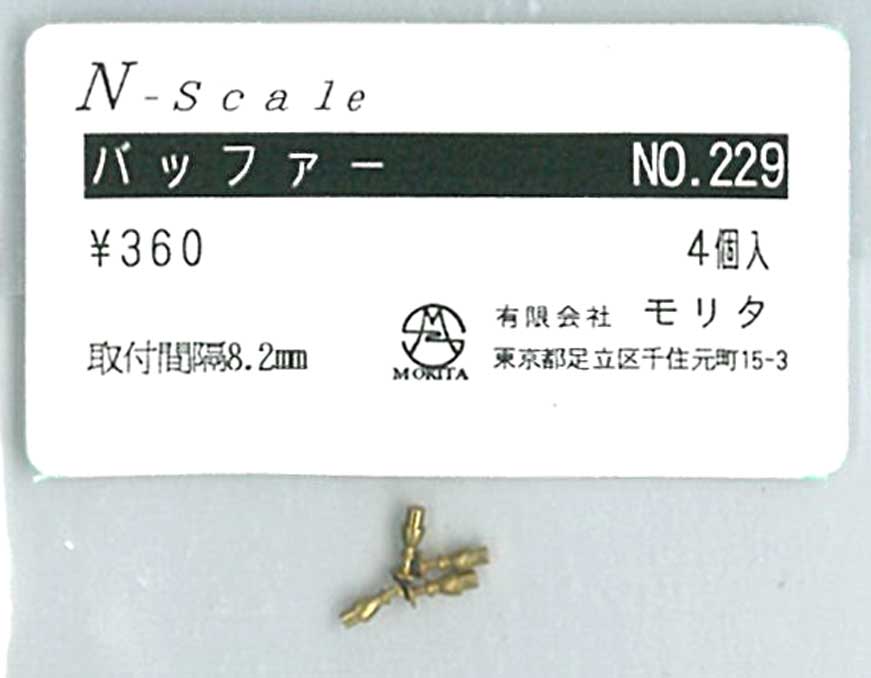 N-Scale
バッファー NO.229
¥360 4個入
有限会社 モリタ
取付間隔8.2mm
MORITA
東京都足立区千住元町15-3